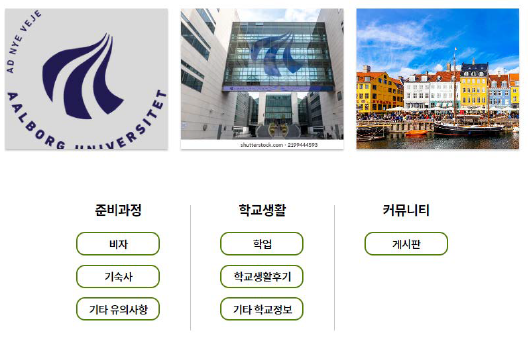 AD NYE VEJE
AALBORG UNIVERSITET
shutterstock.com · 2199444593
준비과정
비자
기숙사
기타 유의사항
학교생활
학업
학교생활후기
기타 학교정보
커뮤니티
게시판